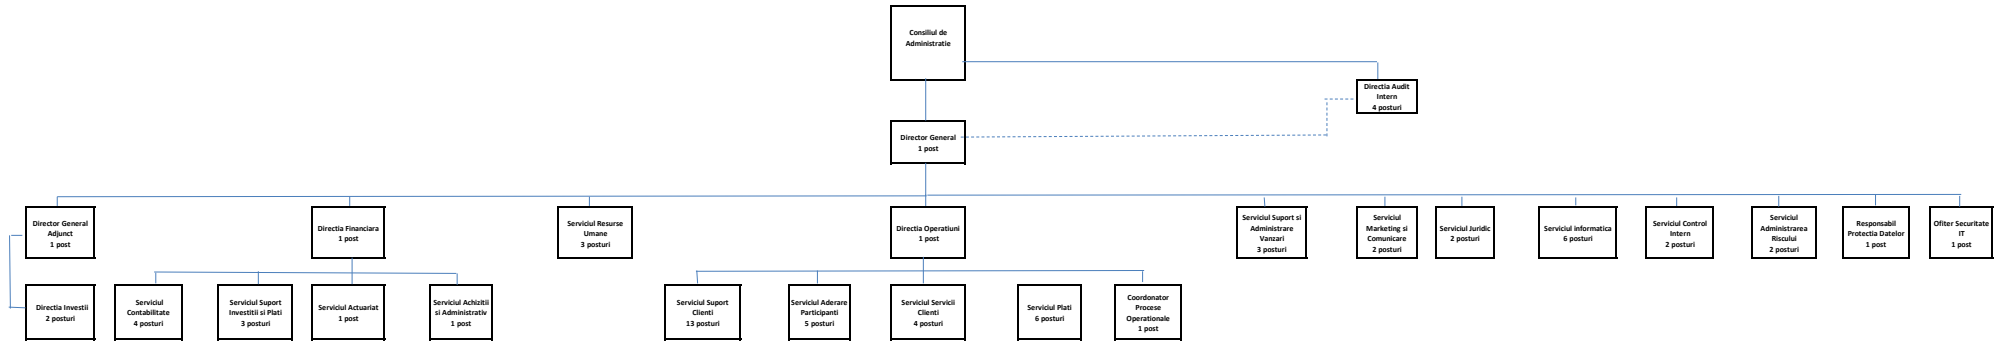 Consiliul de
Administratie
Directia Audit
Intern
4 posturi
Director General
1 post
Director General
Adjunct
1 post
Directia Financiara
1 post
Serviciul Resurse
Umane
3 posturi
Directia Operatiuni
1 post
Serviciul Suport si
Administrare
Vanzari
3 posturi
Serviciul
Marketing si
Comunicare
2 posturi
Serviciul Juridic
2 posturi
Serviciul informatica
6 posturi
Serviciul Control
Intern
2 posturi
Serviciul
Administrarea
Riscului
2 posturi
Responsabil
Protectia Datelor
1 post
Ofiter Securitate
IT
1 post
Directia Investii
2 posturi
Serviciul
Contabilitate
4 posturi
Serviciul Suport
Investitii si Plati
3 posturi
Serviciul Actuariat
1 post
Serviciul Achizitii
si Administrativ
1 post
Serviciul Suport
Clienti
13 posturi
Serviciul Aderare
Participanti
5 posturi
Serviciul Servicii
Clienti
4 posturi
Serviciul Plati
6 posturi
Coordonator
Procese
Operationale
1 post